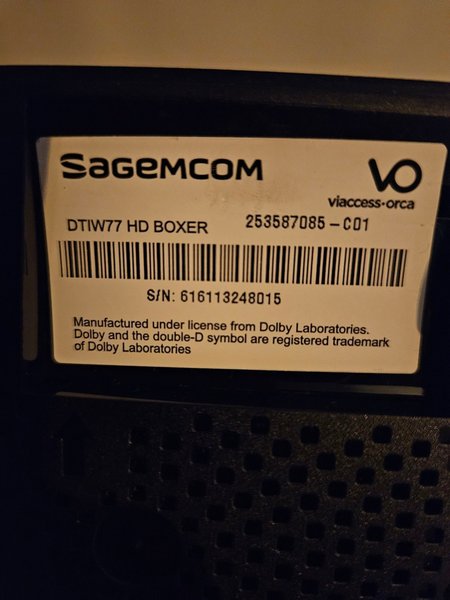 SAGEMCOM
VO
viaccess-orca
DTIW77 HD BOXER 253587085-C01
S/N: 616113248015
Manufactured under license from Dolby Laboratories.
Dolby and the double-D symbol are registered trademark
of Dolby Laboratories